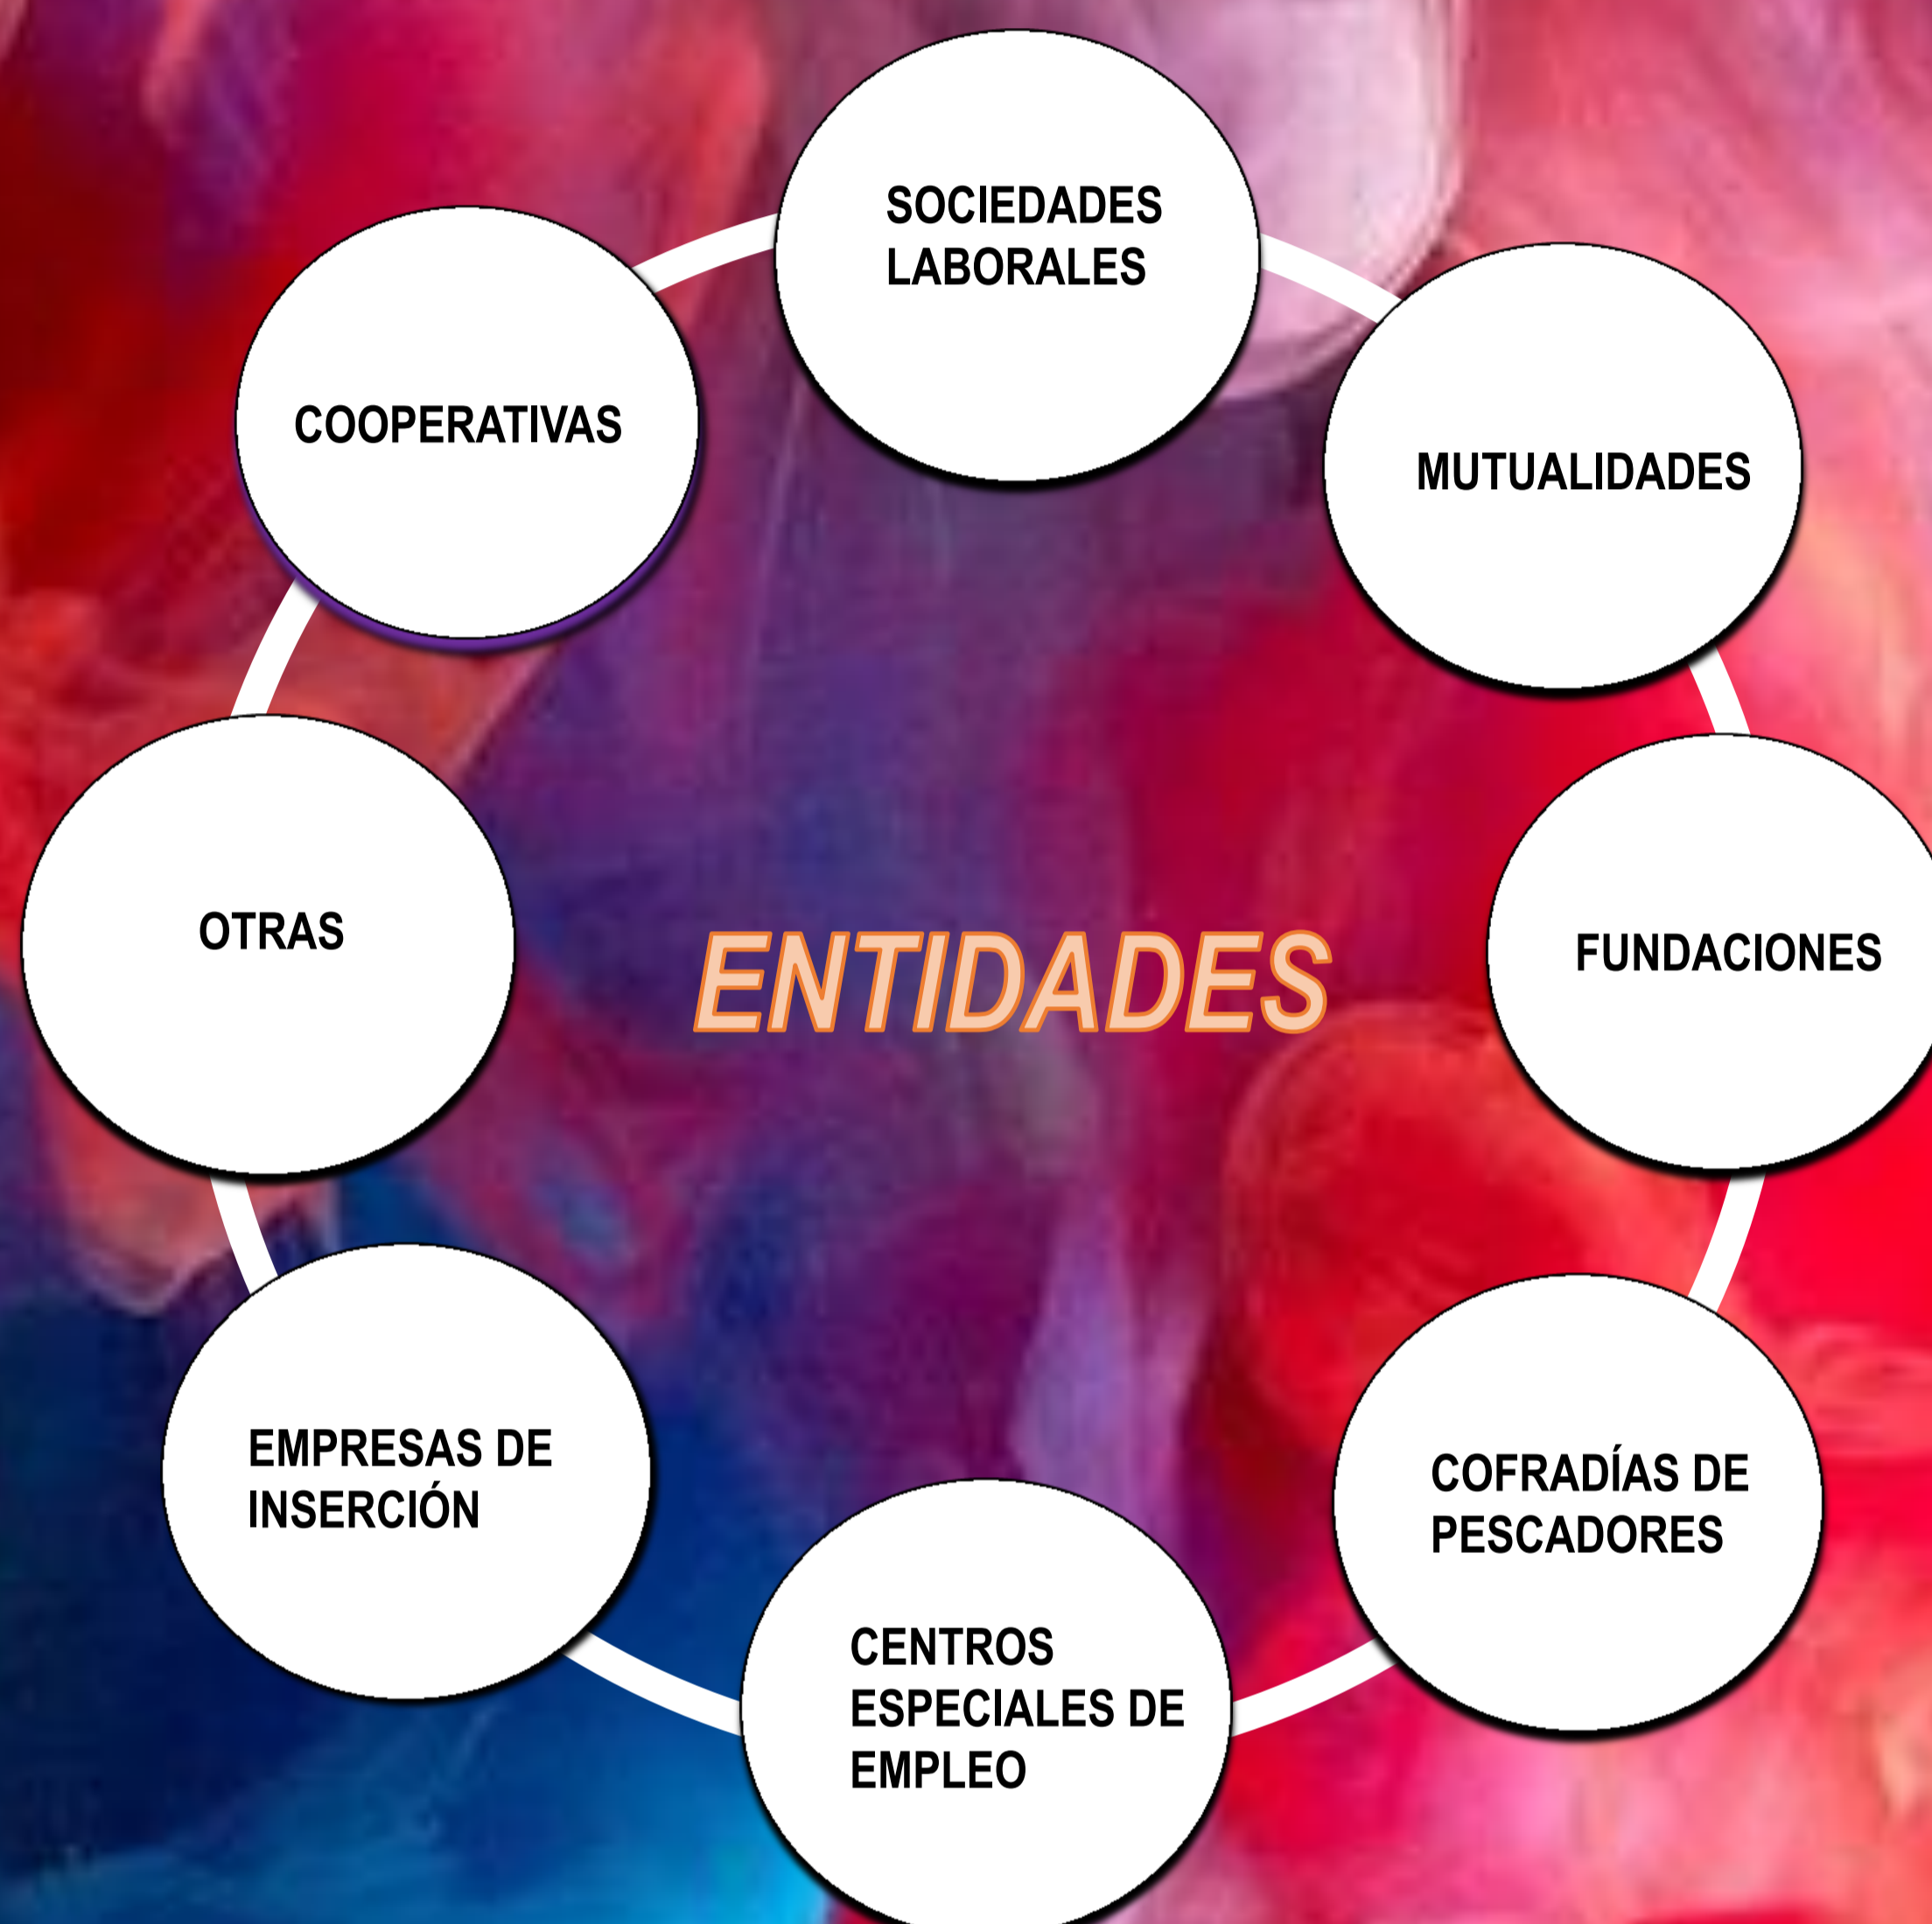 SOCIEDADES
LABORALES
COOPERATIVAS
MUTUALIDADES
OTRAS
ENTIDADES
FUNDACIONES
EMPRESAS DE
INSERCIÓN
COFRADÍAS DE
PESCADORES
CENTROS
ESPECIALES DE
EMPLEO